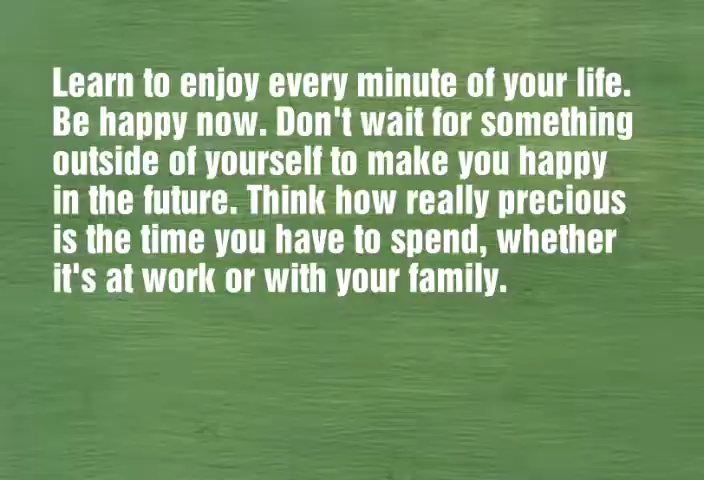 Learn to enjoy every minute of your life.
Be happy now. Don't wait for something
outside of yourself to make you happy
in the future. Think how really precious
is the time you have to spend, whether
it's at work or with your family.